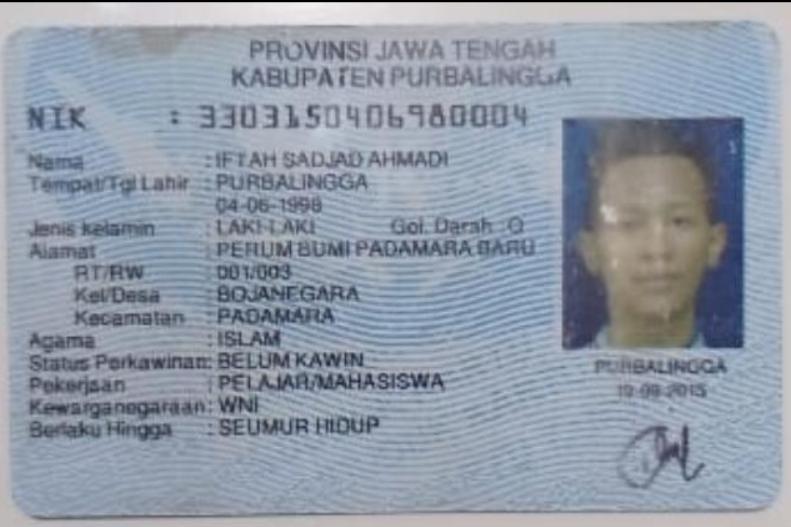 PROVINSI JAWA TENGAH
KABUPATEN PURBALINGGA
NIK : 3303150406980004
Nama : IFTAH SADJAD AHMADI
Tempat/Tgl Lahir : PURBALINGGA
04-06-1998
Jenis kelamin : LAKI-LAKI Gol. Darah : O
Alamat : PERUM BUMI PADAMARA BARU
RT/RW : 001/003
Kel/Desa : BOJANEGARA
Kecamatan : PADAMARA
Agama : ISLAM
Status Perkawinan: BELUM KAWIN
Pekerjaan : PELAJAR/MAHASISWA
Kewarganegaraan: WNI
Berlaku Hingga : SEUMUR HIDUP
PURBALINGGA
19-09-2015